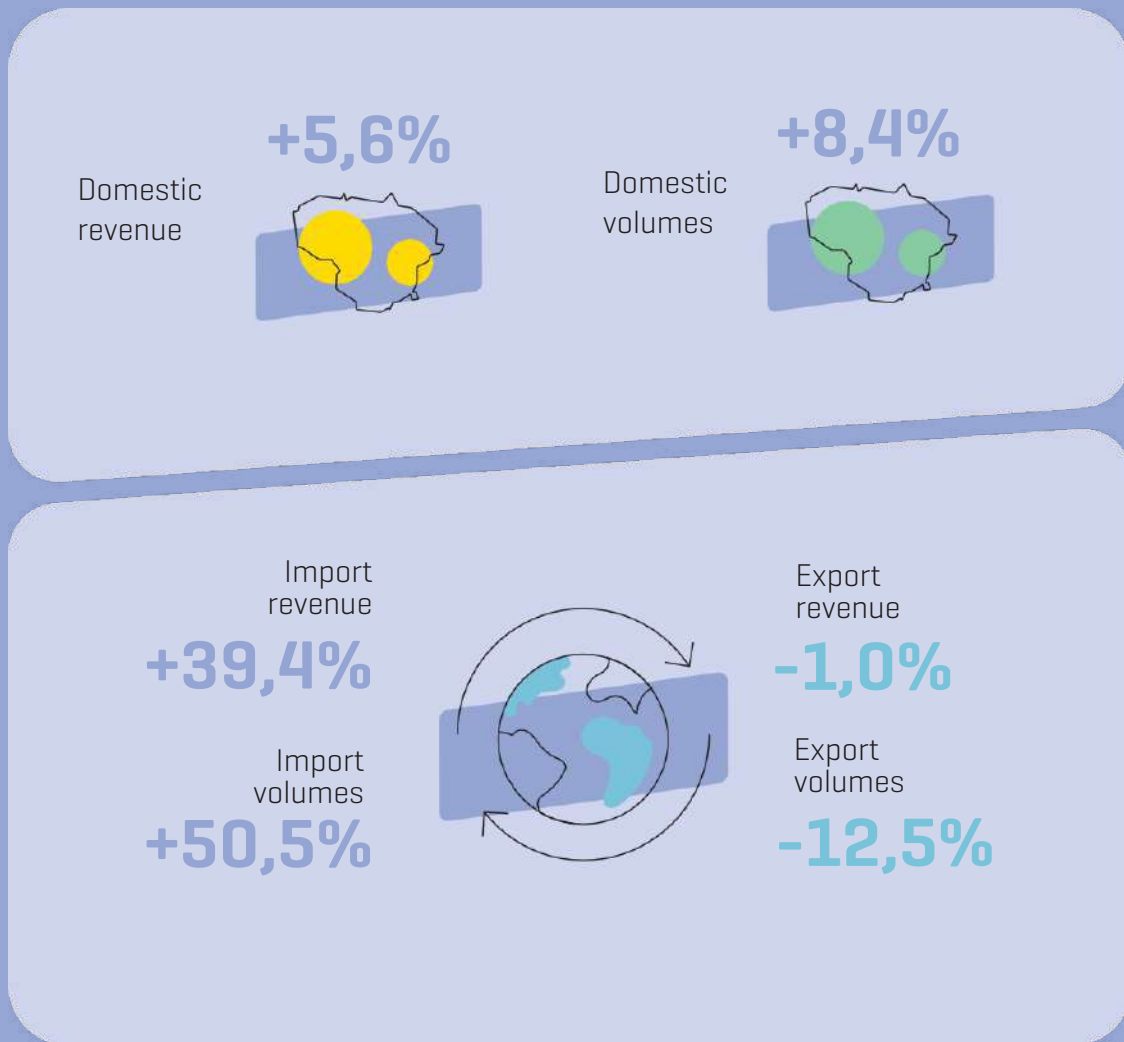 +5,6%
Domestic
revenue
+8,4%
Domestic
volumes
Import
revenue
+39,4%
Import
volumes
+50,5%
Export
revenue
-1,0%
Export
volumes
-12,5%